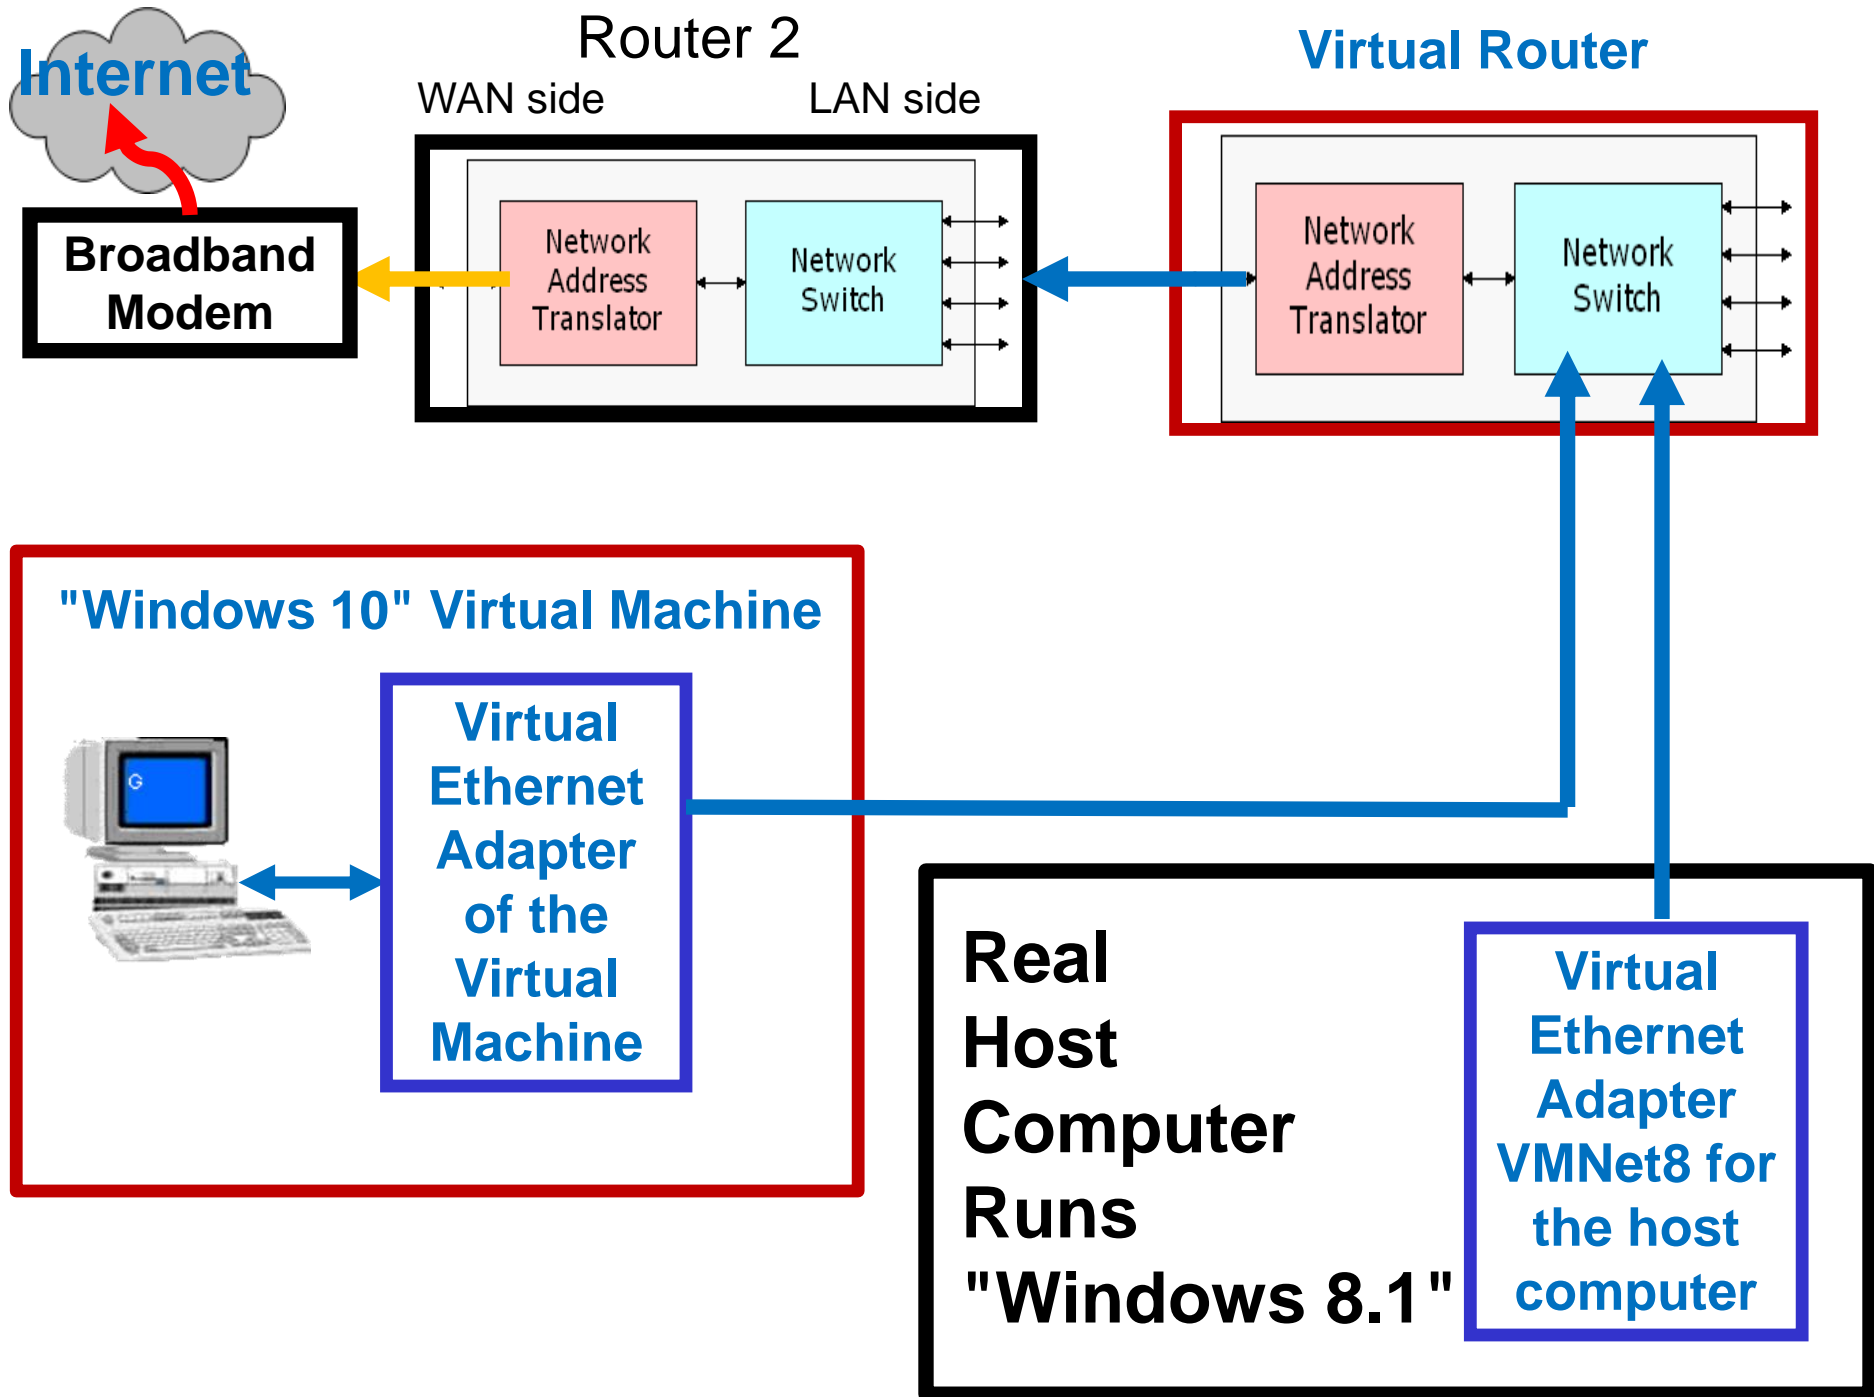 Internet
Router 2
WAN side
LAN side
Virtual Router
Broadband
Modem
Network
Address
Translator
Network
Switch
Network
Address
Translator
Network
Switch
"Windows 10" Virtual Machine
G
Virtual
Ethernet
Adapter
of the
Virtual
Machine
Real
Host
Computer
Runs
"Windows 8.1"
Virtual
Ethernet
Adapter
VMNet8 for
the host
computer